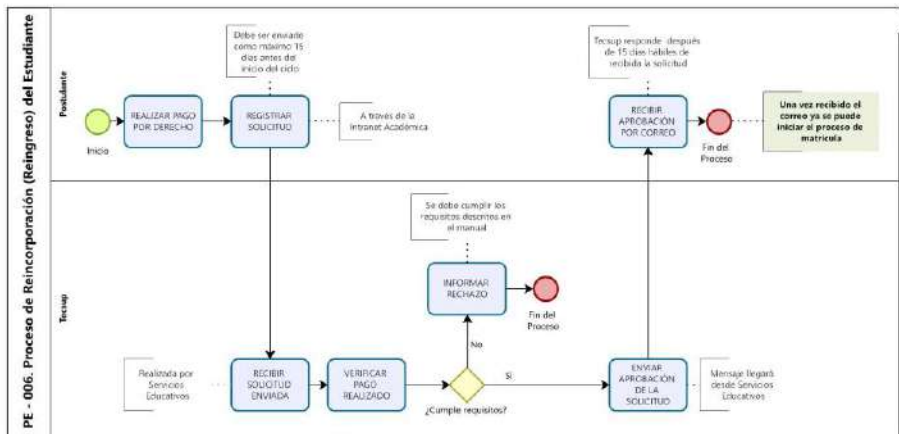 PE - 006. Proceso de Reincorporación (Reingreso) del Estudiante
Postulante
Debe ser enviado
como máximo 15
días antes del
inicio del ciclo
Inicio
REALIZAR PAGO
POR DERECHO
REGISTRAR
SOLICITUD
A través de la
Intranet Académica
Tecsup responde después
de 15 días hábiles de
recibida la solicitud
RECIBIR
APROBACIÓN
POR CORREO
Fin del
Proceso
Una vez recibido el
correo ya se puede
iniciar el proceso de
matrícula
Tecsup
Se debe cumplir los
requisitos descritos en
el manual
INFORMAR
RECHAZO
Fin del
Proceso
No
Realizada por
Servicios
Educativos
RECIBIR
SOLICITUD
ENVIADA
VERIFICAR
PAGO
REALIZADO
¿Cumple requisitos?
Si
ENVIAR
APROBACIÓN
DE LA
SOLICITUD
Mensaje llegará
desde Servicios
Educativos